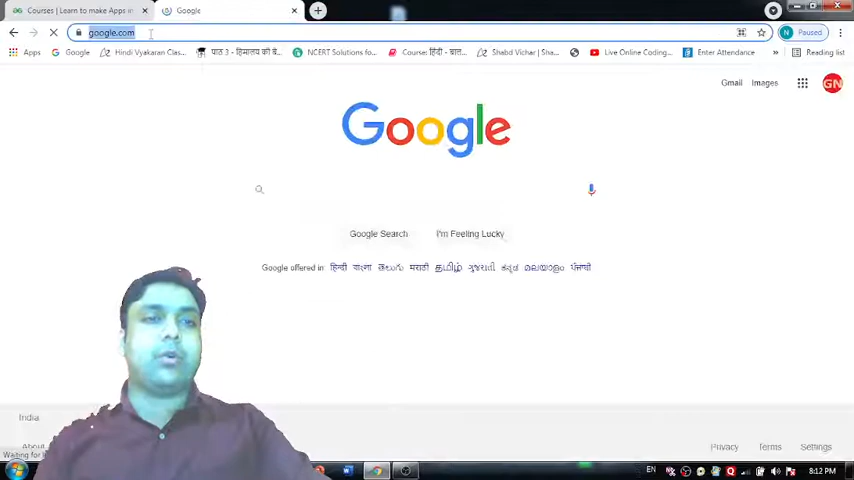 Courses | Learn to make Apps in
Google
google.com
Paused
N
Apps
Google
Hindi Vyakaran Clas...
पाठ 3 - हिमालय की बे
NCERT Solutions fo...
Course: हिंदी - बाल...
Shabd Vichar | Sha...
Live Online Coding...
Enter Attendance
»
Reading list
Gmail
Images
GN
Google
Google Search
I'm Feeling Lucky
Google offered in हिन्दी বাংলা తెలుగు मराठी தமிழ் ગુજરાતી ಕನ್ನಡ മലയാളം ਪੰਜਾਬੀ
India
Privacy
Terms
Settings
EN
8:12 PM